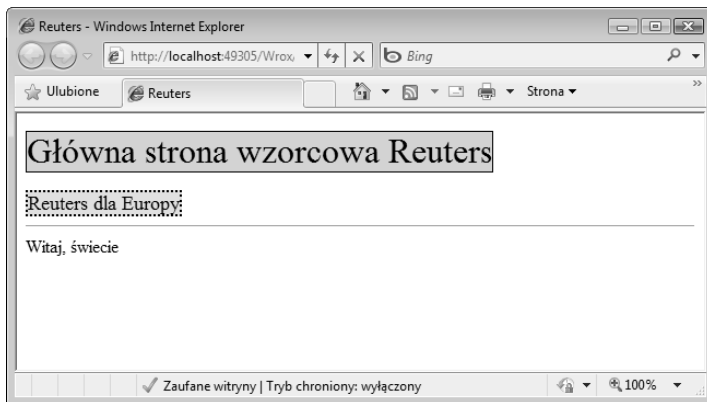 Reuters - Windows Internet Explorer
http://localhost:49305/Wrox,
Bing
Ulubione
Reuters
Strona
Główna strona wzorcowa Reuters
Reuters dla Europy
Witaj, świecie
Zaufane witryny | Tryb chroniony: wyłączony
100%